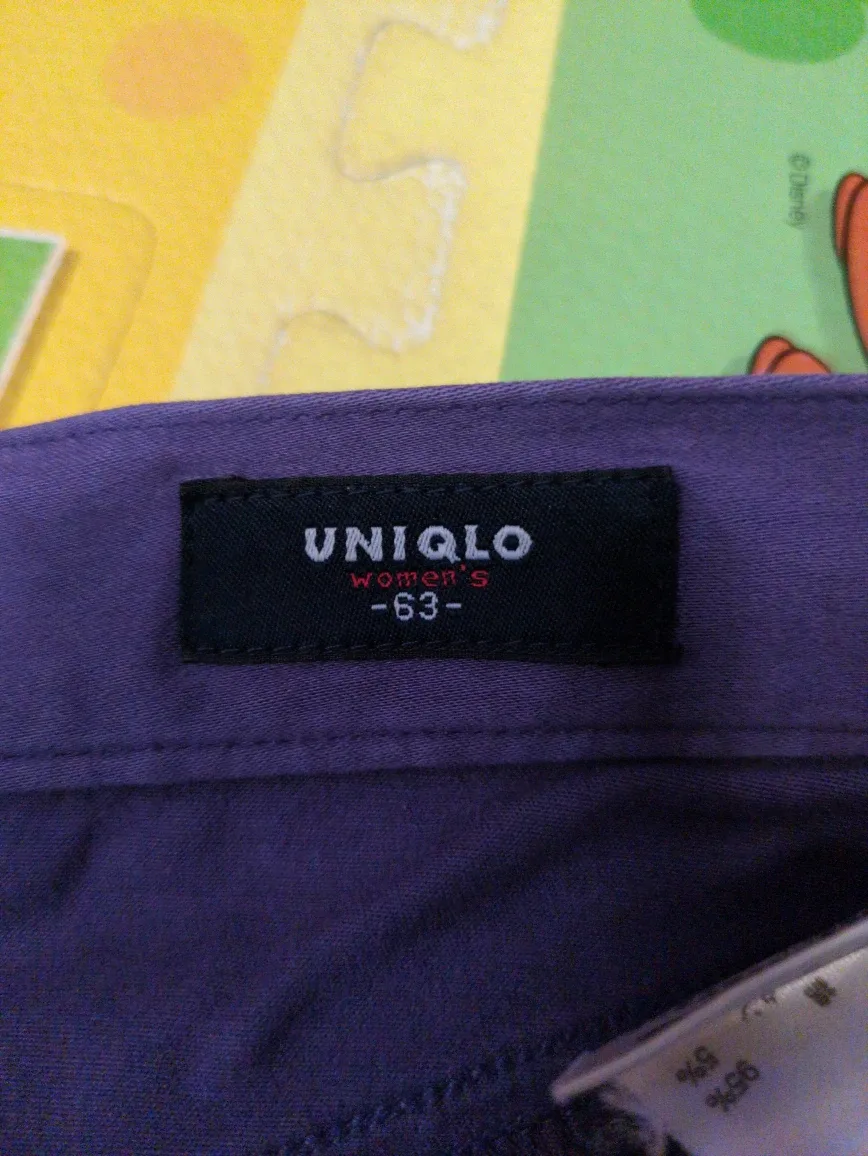 ©Disney
UNIQLO
women's
-63-
95%
5%